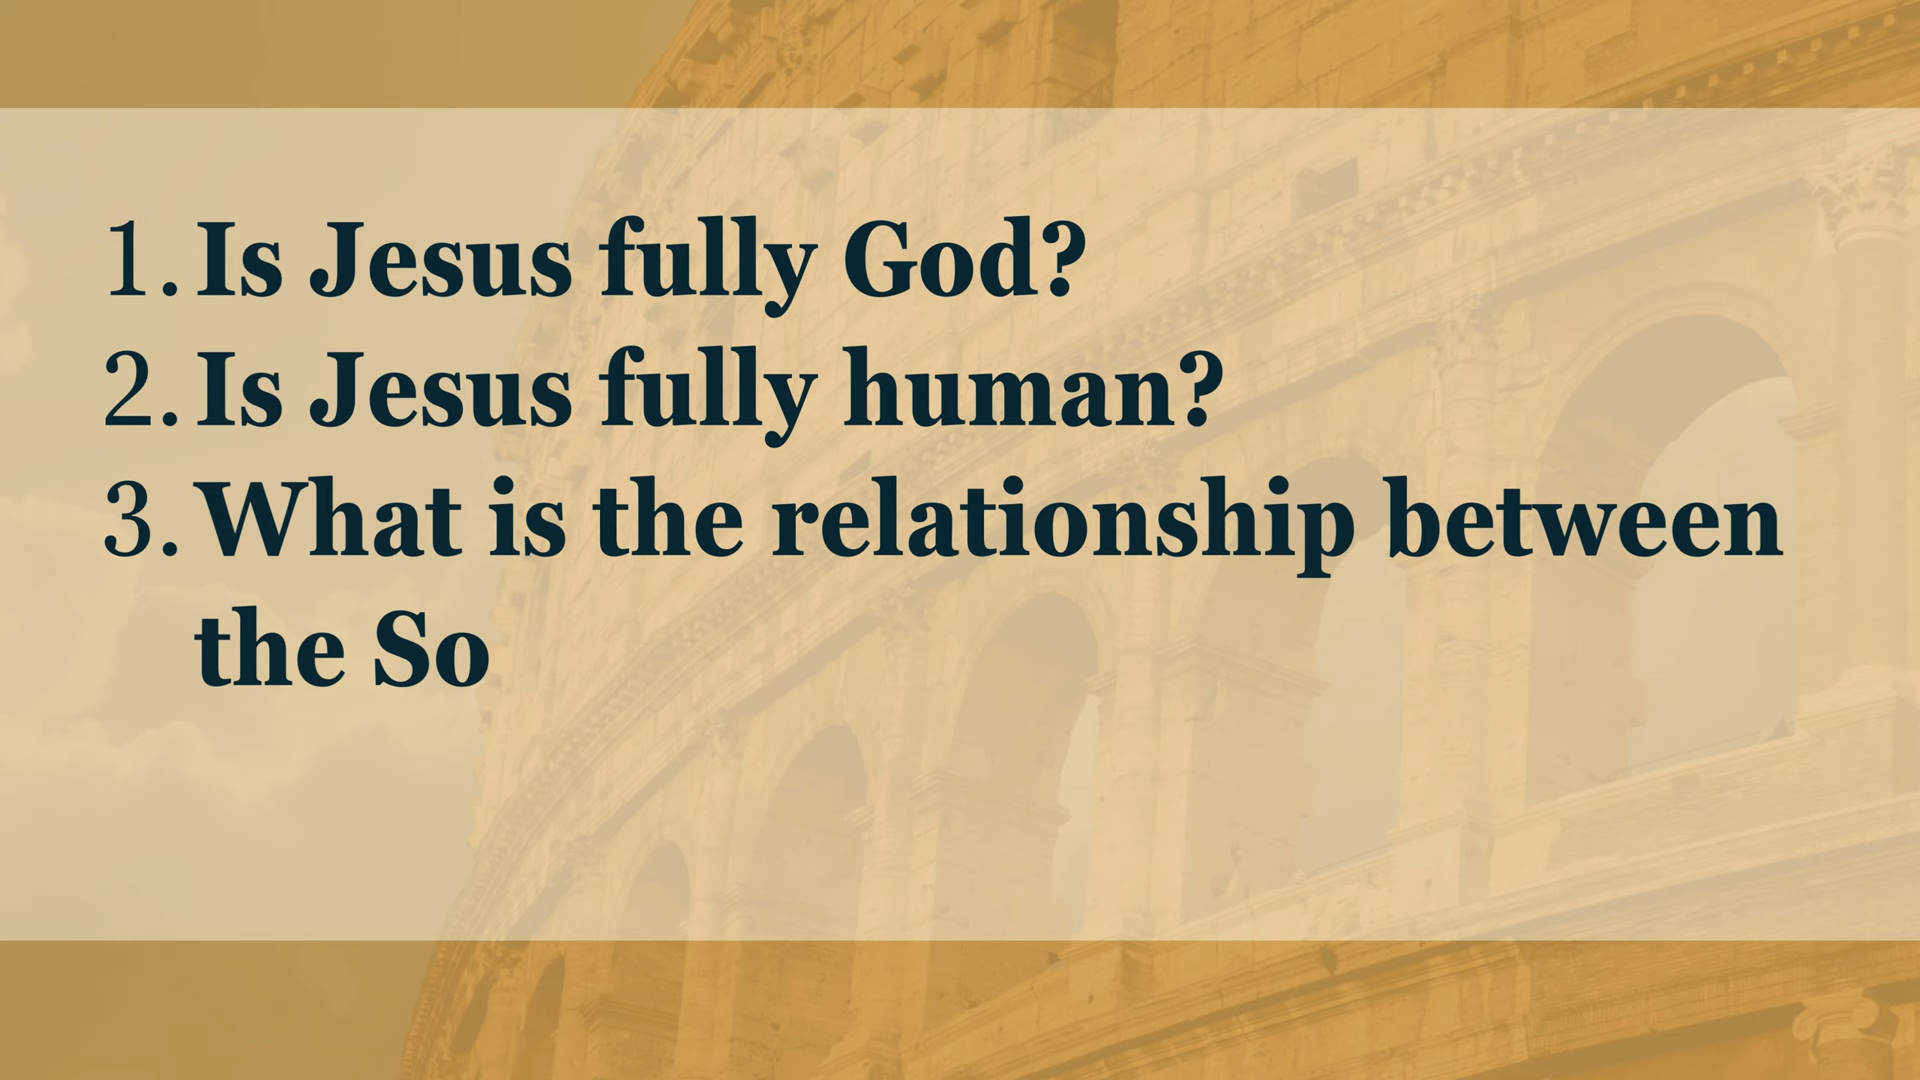 1. Is Jesus fully God?
2. Is Jesus fully human?
3. What is the relationship between
the So